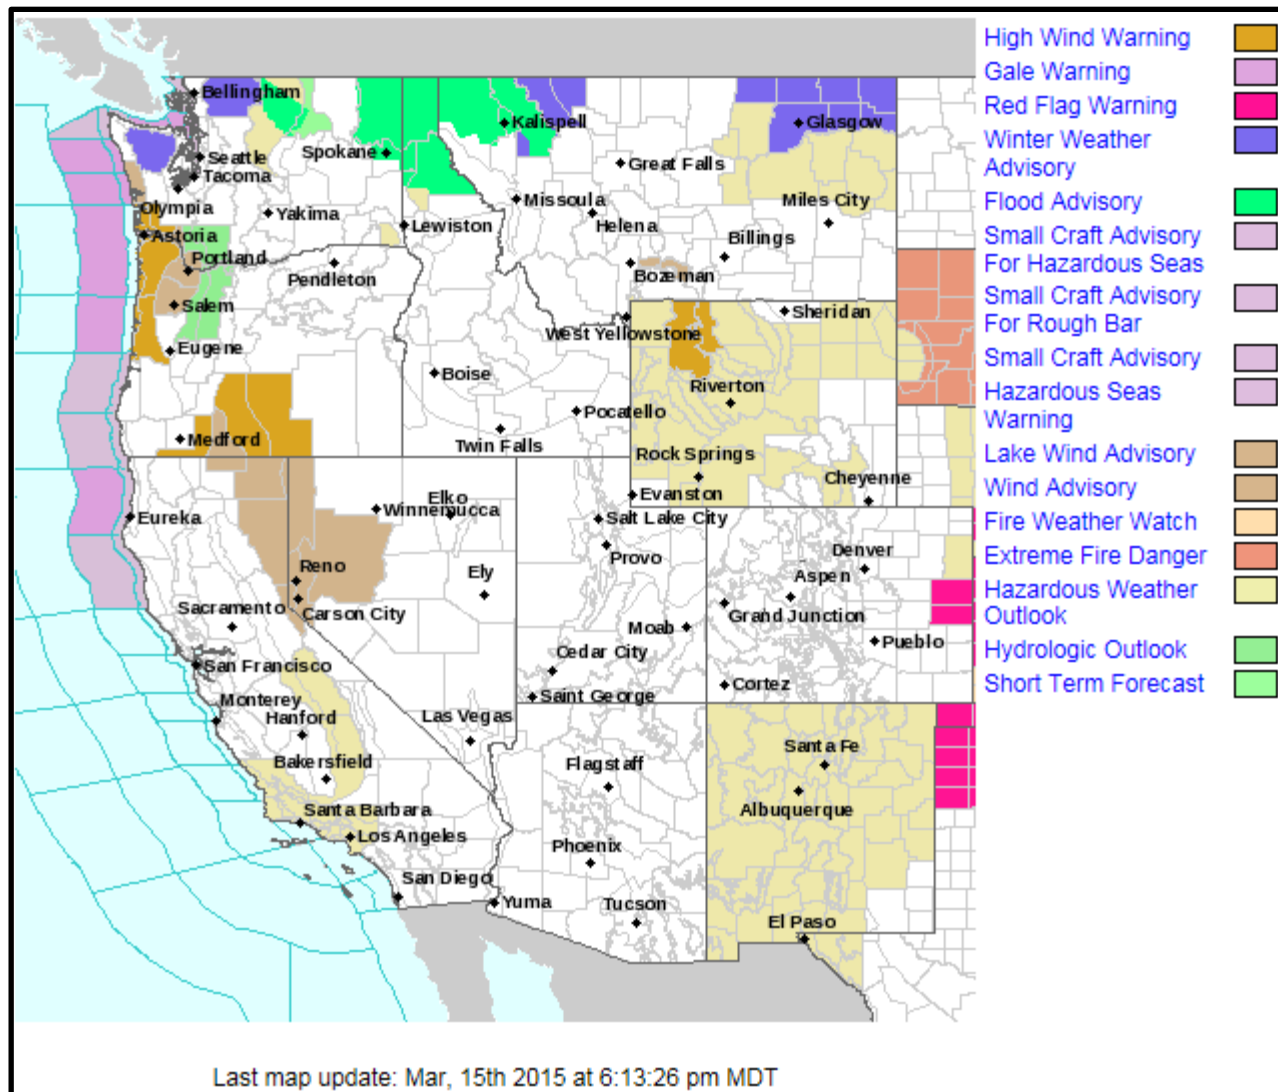 Bellingham
Seattle
Tacoma
Spokane
Kalispell
Glasgow
Great Falls
Olympia
Yakima
Lewiston
Missoula
Helena
Miles City
Astoria
Portland
Pendleton
Billings
Bozeman
Salem
Eugene
West Yellowstone
Sheridan
Boise
Riverton
Medford
Twin Falls
Pocatello
Rock Springs
Cheyenne
Evanston
Eureka
Elko
Winnemucca
Salt Lake City
Provo
Denver
Aspen
Reno
Ely
Sacramento
Carson City
Grand Junction
Moab
Pueblo
San Francisco
Cedar City
Cortez
Monterey
Saint George
Hanford
Las Vegas
Bakersfield
Flagstaff
Santa Fe
Albuquerque
Santa Barbara
Los Angeles
Phoenix
San Diego
Yuma
Tucson
El Paso
High Wind Warning
Gale Warning
Red Flag Warning
Winter Weather
Advisory
Flood Advisory
Small Craft Advisory
For Hazardous Seas
Small Craft Advisory
For Rough Bar
Small Craft Advisory
Hazardous Seas
Warning
Lake Wind Advisory
Wind Advisory
Fire Weather Watch
Extreme Fire Danger
Hazardous Weather
Outlook
Hydrologic Outlook
Short Term Forecast
Last map update: Mar, 15th 2015 at 6:13:26 pm MDT